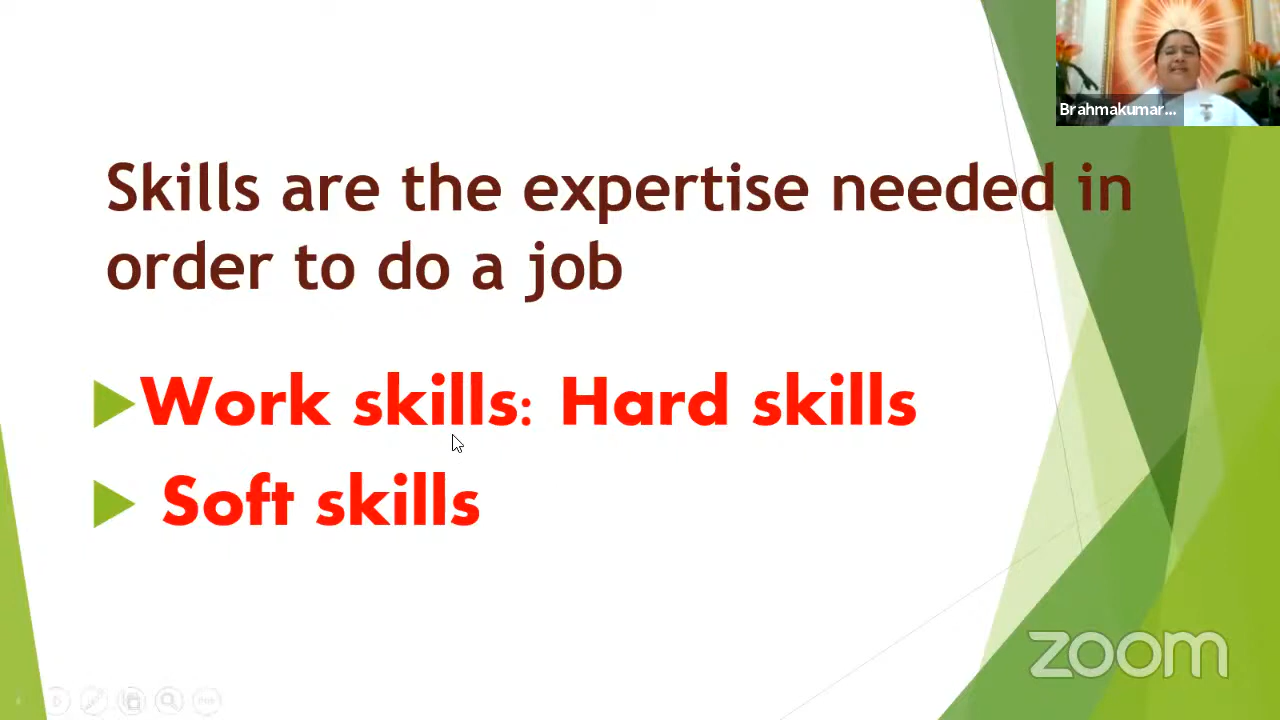 Brahmakumar...
Skills are the expertise needed in
order to do a job
Work skills: Hard skills
Soft skills
zoom